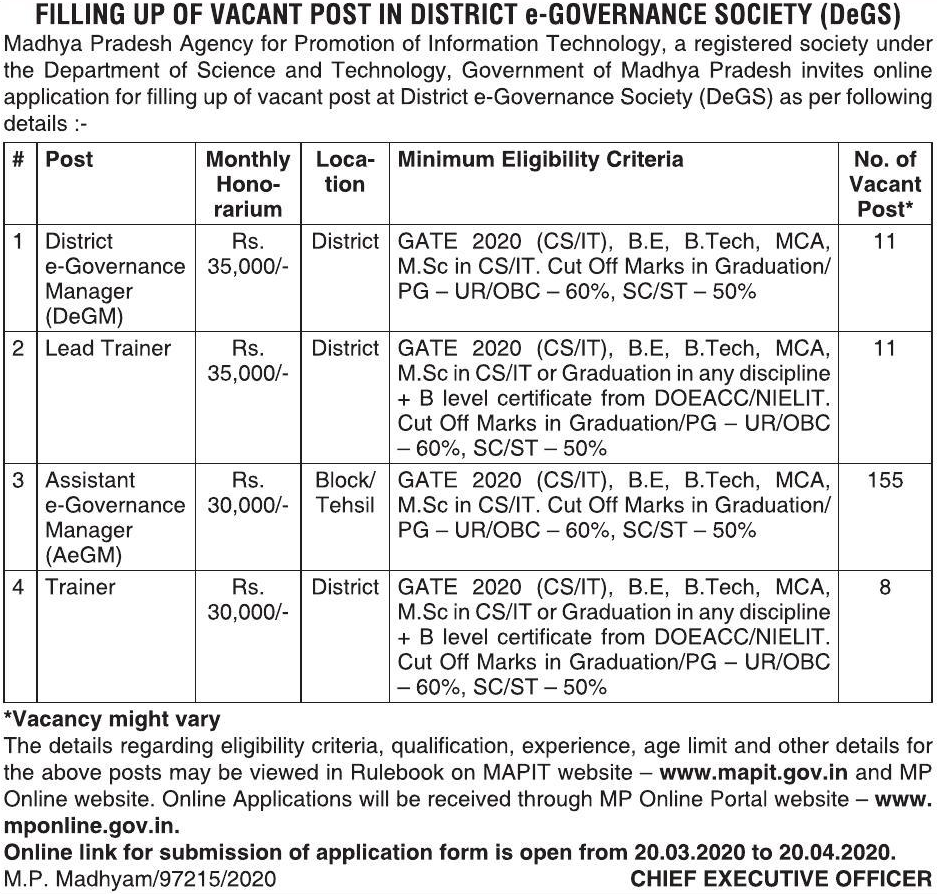 FILLING UP OF VACANT POST IN DISTRICT e-GOVERNANCE SOCIETY (DeGS)
Madhya Pradesh Agency for Promotion of Information Technology, a registered society under
the Department of Science and Technology, Government of Madhya Pradesh invites online
application for filling up of vacant post at District e-Governance Society (DeGS) as per following
details :-
# Post Monthly Hono-rarium Loca-tion Minimum Eligibility Criteria No. of Vacant Post*
1 District e-Governance Manager (DeGM) Rs. 35,000/- District GATE 2020 (CS/IT), B.E, B.Tech, MCA,
M.Sc in CS/IT. Cut Off Marks in Graduation/
PG – UR/OBC – 60%, SC/ST – 50% 11
2 Lead Trainer Rs. 35,000/- District GATE 2020 (CS/IT), B.E, B.Tech, MCA,
M.Sc in CS/IT or Graduation in any discipline
+ B level certificate from DOEACC/NIELIT.
Cut Off Marks in Graduation/PG – UR/OBC
– 60%, SC/ST – 50% 11
3 Assistant e-Governance Manager (AeGM) Rs. 30,000/- Block/Tehsil GATE 2020 (CS/IT), B.E, B.Tech, MCA,
M.Sc in CS/IT. Cut Off Marks in Graduation/
PG – UR/OBC – 60%, SC/ST – 50% 155
4 Trainer Rs. 30,000/- District GATE 2020 (CS/IT), B.E, B.Tech, MCA,
M.Sc in CS/IT or Graduation in any discipline
+ B level certificate from DOEACC/NIELIT.
Cut Off Marks in Graduation/PG – UR/OBC
– 60%, SC/ST – 50% 8
*Vacancy might vary
The details regarding eligibility criteria, qualification, experience, age limit and other details for
the above posts may be viewed in Rulebook on MAPIT website – www.mapit.gov.in and MP
Online website. Online Applications will be received through MP Online Portal website – www.
mponline.gov.in.
Online link for submission of application form is open from 20.03.2020 to 20.04.2020.
M.P. Madhyam/97215/2020 CHIEF EXECUTIVE OFFICER